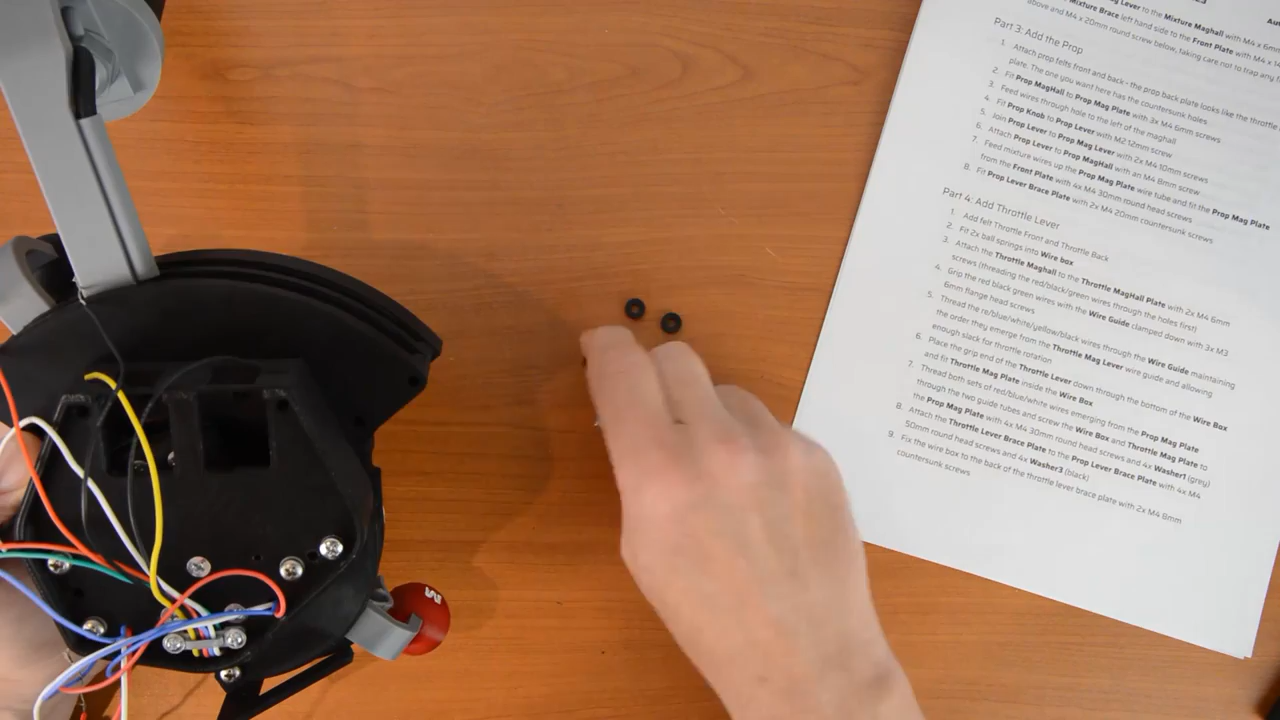 Mag Lever to the Mixture Maghall with M4 x 6mm
Mixture Brace left hand side to the Front Plate with M4 x
above and M4 x 20mm round screw below, taking care not to trap any
Part 3: Add the Prop
1. Attach prop felts front and back - the prop back plate looks like the throttle
plate. The one you want here has the countersunk holes
2. Fit Prop MagHall to Prop Mag Plate with 3x M4 6mm screws
3. Feed wires through hole to the left of the maghall
4. Fit Prop Knob to Prop Lever with M2 12mm screw
5. Join Prop Lever to Prop Mag Lever with 2x M4 10mm screws
6. Attach Prop Lever to Prop MagHall with an M4 8mm screw
7. Feed mixture wires up the Prop Mag Plate wire tube and fit the Prop Mag Plate
from the Front Plate with 4x M4 30mm round head screws
8. Fit Prop Lever Brace Plate with 2x M4 20mm countersunk screws
Part 4: Add Throttle Lever
1. Add felt Throttle Front and Throttle Back
2. Fit 2x ball springs into Wire box
3. Attach the Throttle Maghall to the Throttle MagHall Plate with 2x M4 6mm
screws (threading the red/black/green wires through the holes first)
4. Grip the red black green wires with the Wire Guide clamped down with 3x M3
6mm flange head screws
5. Thread the re/blue/white/yellow/black wires through the Wire Guide maintaining
the order they emerge from the Throttle Mag Lever wire guide and allowing
enough slack for throttle rotation
6. Place the grip end of the Throttle Lever down through the bottom of the Wire Box
and fit Throttle Mag Plate inside the Wire Box
7. Thread both sets of red/blue/white wires emerging from the Prop Mag Plate
through the two guide tubes and screw the Wire Box and Throttle Mag Plate to
the Prop Mag Plate with 4x M4 30mm round head screws and 4x Washer1 (grey)
8. Attach the Throttle Lever Brace Plate to the Prop Lever Brace Plate with 4x M4
50mm round head screws and 4x Washer3 (black)
9. Fix the wire box to the back of the throttle lever brace plate with 2x M4 8mm
countersunk screws
M